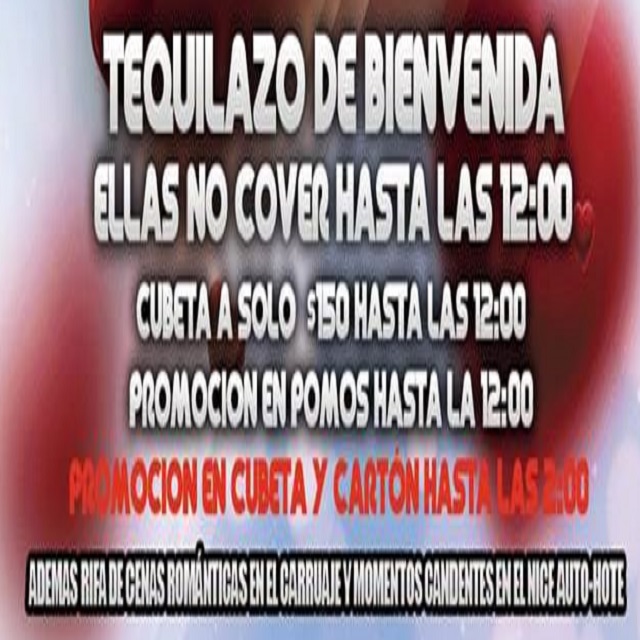 TEQUILAZO DE BIENVENIDA
ELLAS NO COVER HASTA LAS 12:00
CUBETA A SOLO $150 HASTA LAS 12:00
PROMOCION EN POMOS HASTA LA 12:00
PROMOCION EN CUBETA Y CARTÓN HASTA LAS 2:00
ADEMAS RIFA DE CENAS ROMÁNTICAS EN EL CARRUAJE Y MOMENTOS CANDENTES EN EL NICE AUTO-HOTE